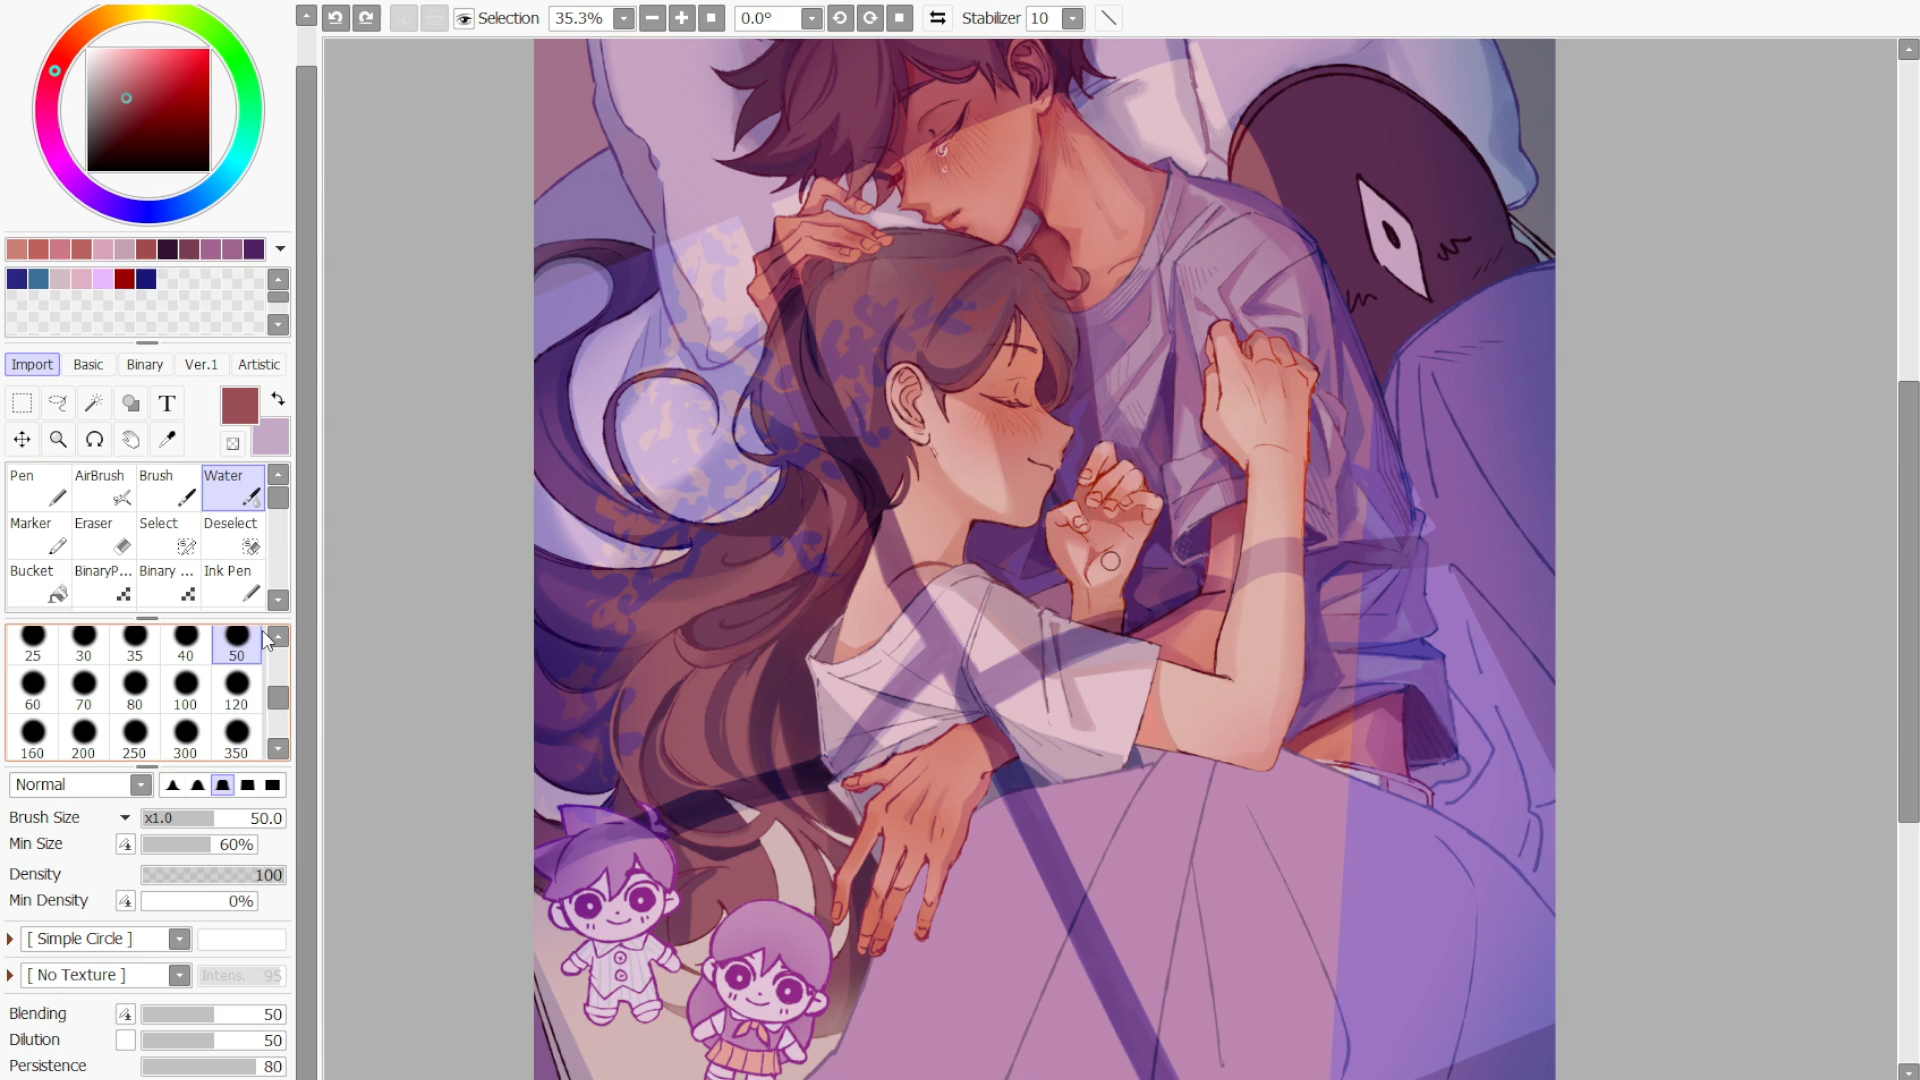 Selection 35.3% 0.0° Stabilizer 10
Import Basic Binary Ver.1 Artistic
T
Pen AirBrush Brush Water
Marker Eraser Select Deselect
Bucket BinaryP... Binary ... Ink Pen
25 30 35 40 50
60 70 80 100 120
160 200 250 300 350
Normal
Brush Size x1.0 50.0
Min Size 60%
Density 100
Min Density 0%
[ Simple Circle ]
[ No Texture ] Intens. 95
Blending 50
Dilution 50
Persistence 80